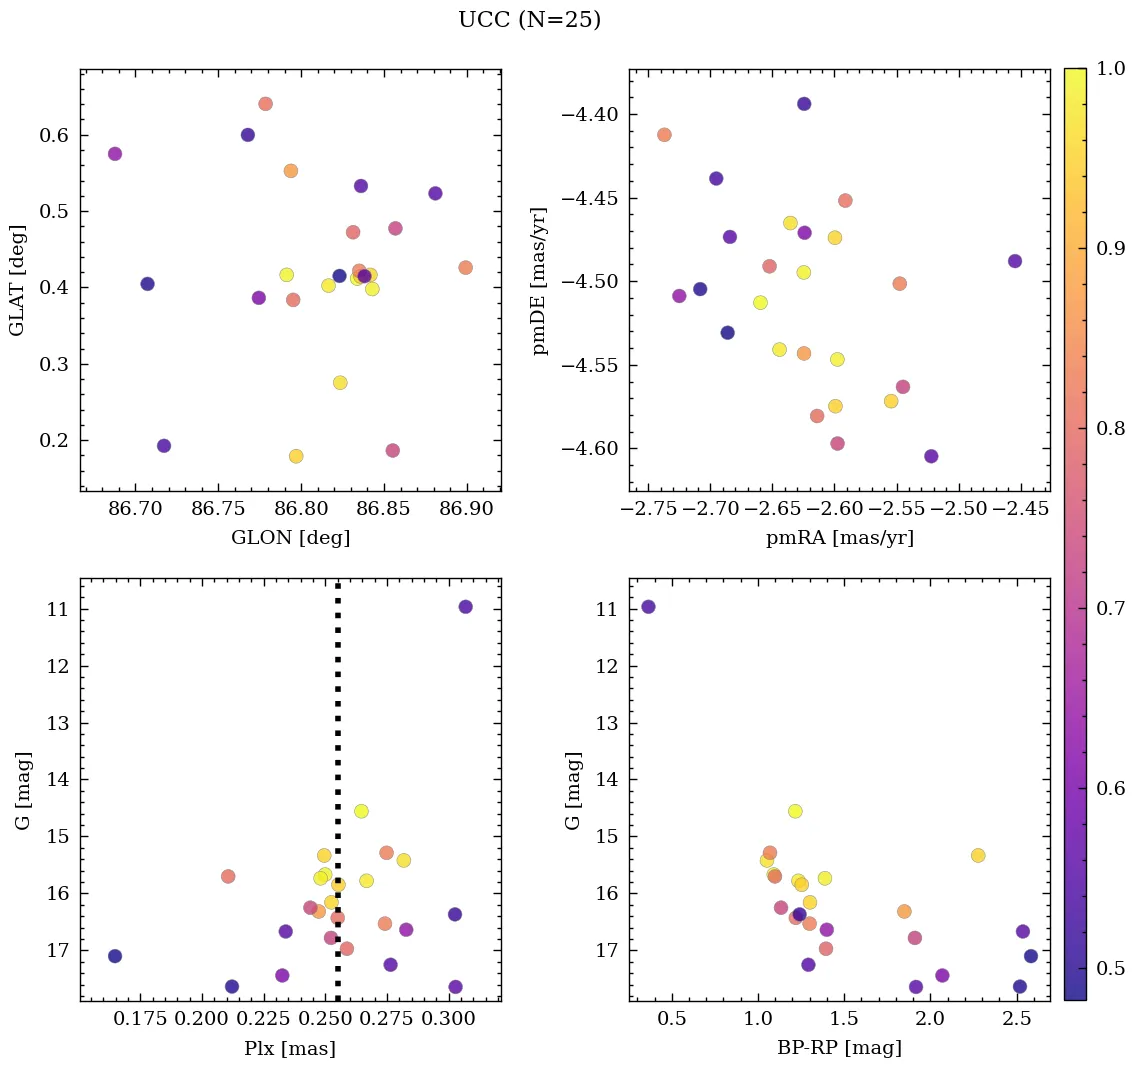 UCC (N=25)
0.6
0.5
0.4
0.3
0.2
GLAT [deg]
86.70 86.75 86.80 86.85 86.90
GLON [deg]
−4.40
−4.45
−4.50
−4.55
−4.60
pmDE [mas/yr]
−2.75 −2.70 −2.65 −2.60 −2.55 −2.50 −2.45
pmRA [mas/yr]
1.0
0.9
0.8
0.7
0.6
0.5
11
12
13
14
15
16
17
G [mag]
0.175 0.200 0.225 0.250 0.275 0.300
Plx [mas]
11
12
13
14
15
16
17
G [mag]
0.5 1.0 1.5 2.0 2.5
BP-RP [mag]